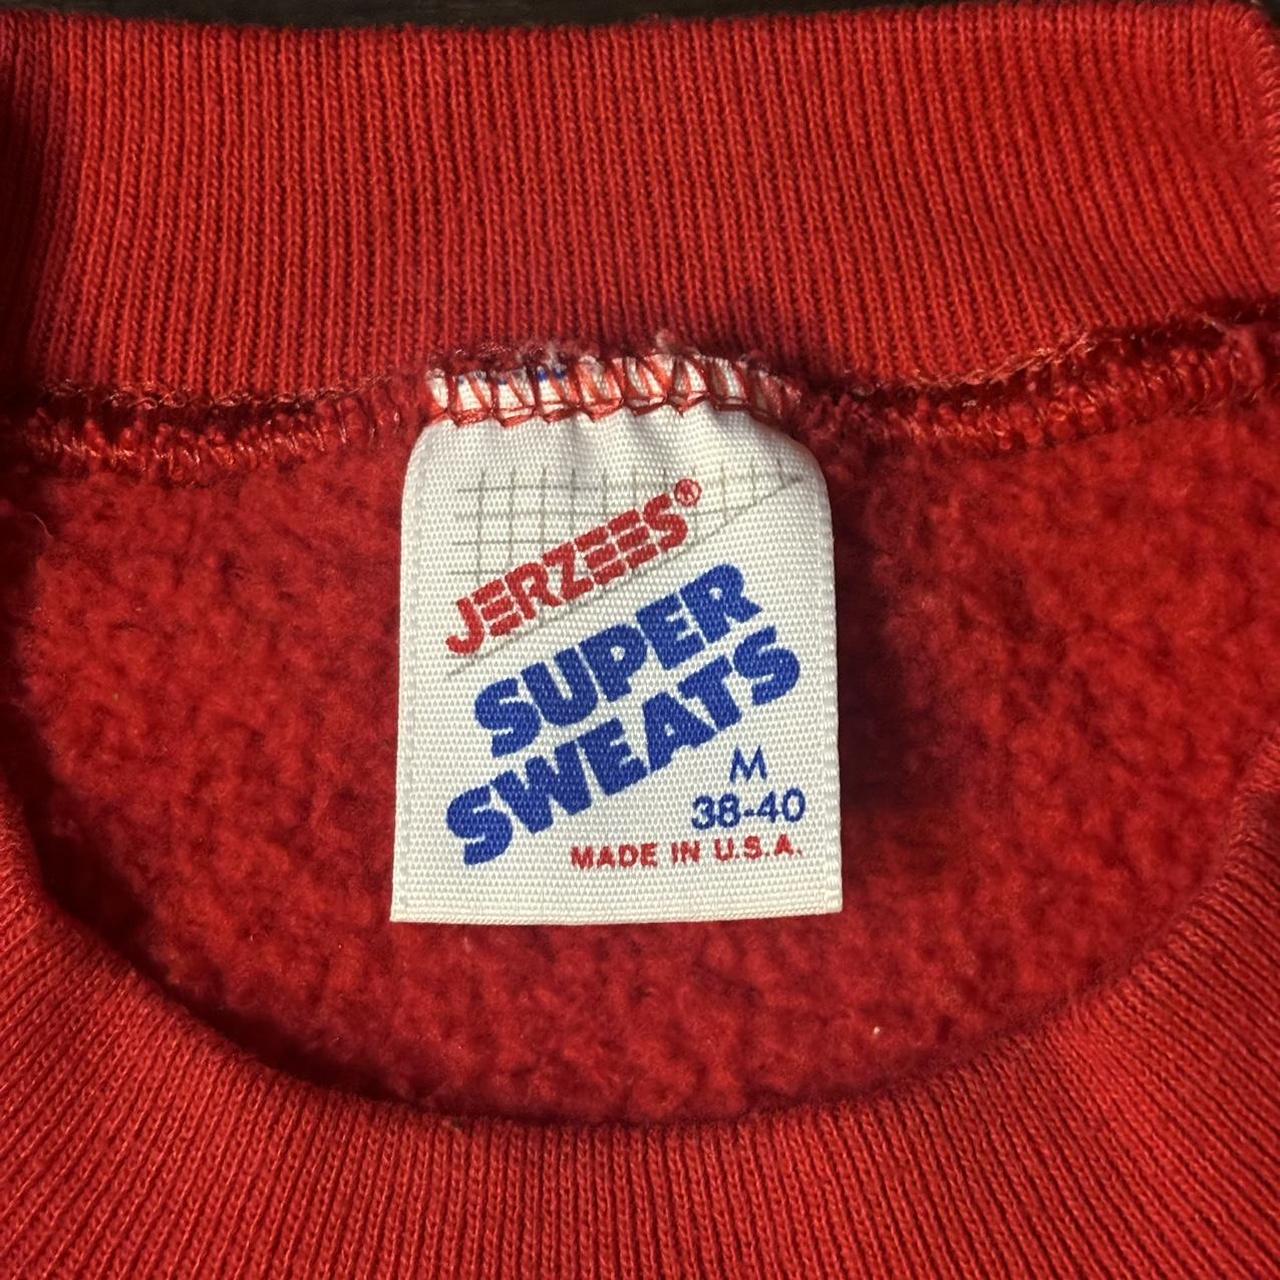 JERZEES®
SUPER
SWEATS
M
38-40
MADE IN U.S.A.